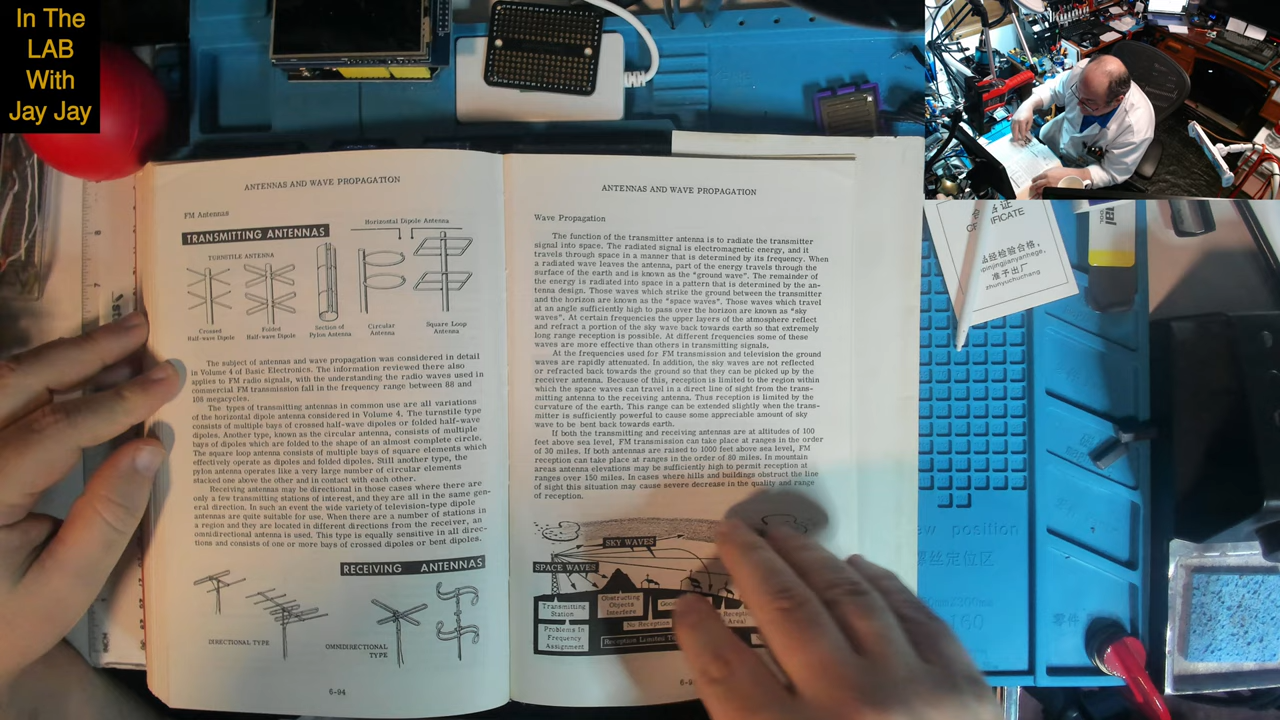 In The
LAB
With
Jay Jay
ANTENNAS AND WAVE PROPAGATION
FM Antennas
TRANSMITTING ANTENNAS
Horizontal Dipole Antenna
TURNSTILE ANTENNA
Crossed
Half-wave Dipole
Folded
Half-wave Dipole
Section of
Pylon Antenna
Circular
Antenna
Square Loop
Antenna
The subject of antennas and wave propagation was considered in detail
in Volume 4 of Basic Electronics. The information reviewed there also
applies to FM radio signals, with the understanding the radio waves used in
commercial FM transmission fall in the frequency range between 88 and
108 megacycles.
The types of transmitting antennas in common use are all variations
of the horizontal dipole antenna considered in Volume 4. The turnstile type
consists of multiple bays of crossed half-wave dipoles or folded half-wave
dipoles. Another type, known as the circular antenna, consists of multiple
bays of dipoles which are folded to the shape of an almost complete circle.
The square loop antenna consists of multiple bays of square elements which
effectively operate as dipoles and folded dipoles. Still another type, the
pylon antenna operates like a very large number of circular elements
stacked one above the other and in contact with each other.
Receiving antennas may be directional in those cases where there are
only a few transmitting stations of interest, and they are all in the same gen-
eral direction. In such an event the wide variety of television-type dipole
antennas are quite suitable for use. When there are a number of stations in
a region and they are located in different directions from the receiver, an
omnidirectional antenna is used. This type is equally sensitive in all direc-
tions and consists of one or more bays of crossed dipoles or bent dipoles.
RECEIVING ANTENNAS
DIRECTIONAL TYPE
OMNIDIRECTIONAL
TYPE
6-94
ANTENNAS AND WAVE PROPAGATION
Wave Propagation
The function of the transmitter antenna is to radiate the transmitter
signal into space. The radiated signal is electromagnetic energy, and it
travels through space in a manner that is determined by its frequency. When
a radiated wave leaves the antenna, part of the energy travels through the
surface of the earth and is known as the "ground wave". The remainder of
the energy is radiated into space in a pattern that is determined by the an-
tenna design. Those waves which strike the ground between the transmitter
and the horizon are known as the "space waves". Those waves which travel
at an angle sufficiently high to pass over the horizon are known as "sky
waves". At certain frequencies the upper layers of the atmosphere reflect
and refract a portion of the sky wave back towards earth so that extremely
long range reception is possible. At different frequencies some of these
waves are more effective than others in transmitting signals.
At the frequencies used for FM transmission and television the ground
waves are rapidly attenuated. In addition, the sky waves are not reflected
or refracted back towards the ground so that they can be picked up by the
receiver antenna. Because of this, reception is limited to the region within
which the space waves can travel in a direct line of sight from the trans-
mitting antenna to the receiving antenna. Thus reception is limited by the
curvature of the earth. This range can be extended slightly when the trans-
mitter is sufficiently powerful to cause some appreciable amount of sky
wave to be bent back towards earth.
If both the transmitting and receiving antennas are at altitudes of 100
feet above sea level, FM transmission can take place at ranges in the order
of 30 miles. If both antennas are raised to 1000 feet above sea level, FM
reception can take place at ranges in the order of 80 miles. In mountain
areas antenna elevations may be sufficiently high to permit reception at
ranges over 150 miles. In cases where hills and buildings obstruct the line
of sight this situation may cause severe decrease in the quality and range
of reception.
SKY WAVES
SPACE WAVES
Transmitting
Station
Obstructing
Objects
Interfere
No Reception
Problems In
Frequency
Assignment
Reception Limited
6-9
经检验合格，
准予出厂
zhunyuchuchang
position
螺丝定位区
160
零件